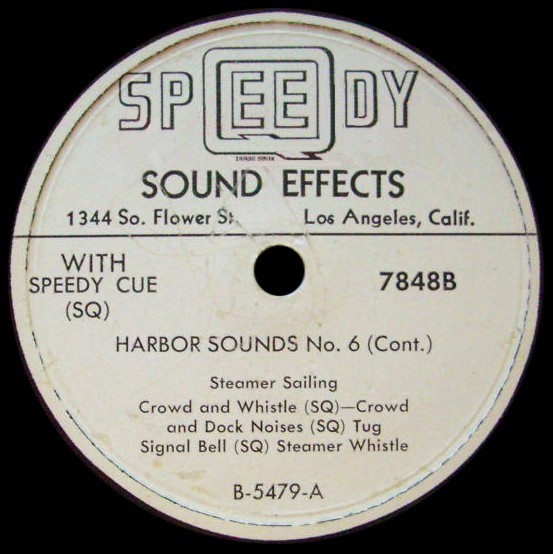 SPEEDY
TRADE MARK
SOUND EFFECTS
1344 So. Flower St. Los Angeles, Calif.
WITH
SPEEDY CUE
(SQ)
7848B
HARBOR SOUNDS No. 6 (Cont.)
Steamer Sailing
Crowd and Whistle (SQ)—Crowd
and Dock Noises (SQ) Tug
Signal Bell (SQ) Steamer Whistle
B-5479-A